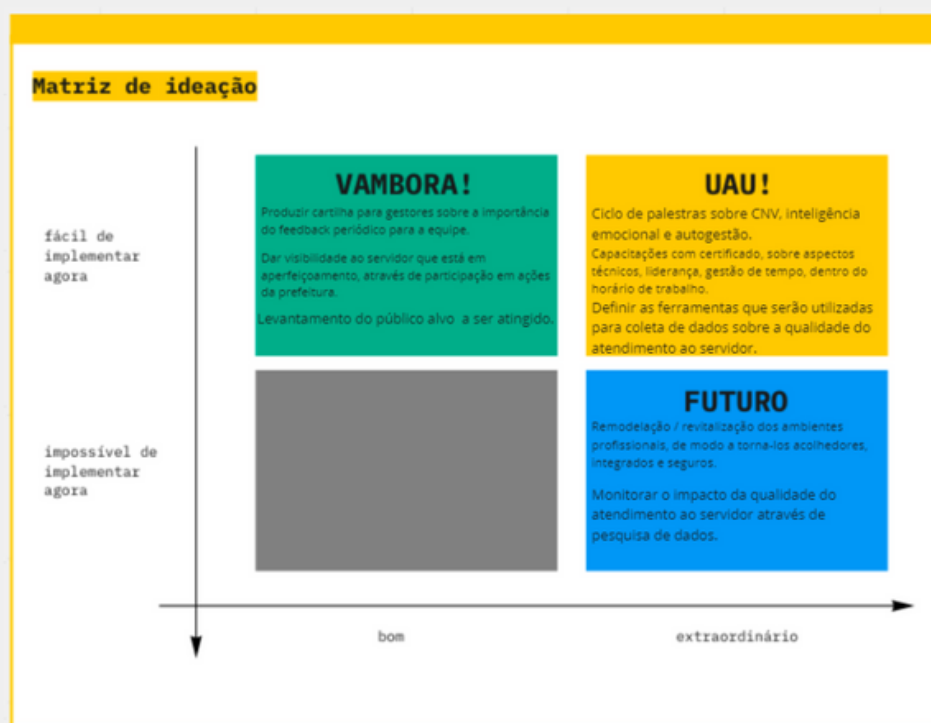 Matriz de ideação
fácil de
implementar
agora
VAMBORA!
Produzir cartilha para gestores sobre a importância
do feedback periódico para a equipe.
Dar visibilidade ao servidor que está em
aperfeiçoamento, através de participação em ações
da prefeitura.
Levantamento do público alvo a ser atingido.
UAU!
Ciclo de palestras sobre CNV, inteligência
emocional e autogestão.
Capacitações com certificado, sobre aspectos
técnicos, liderança, gestão de tempo, dentro do
horário de trabalho.
Definir as ferramentas que serão utilizadas
para coleta de dados sobre a qualidade do
atendimento ao servidor.
impossível de
implementar
agora
FUTURO
Remodelação / revitalização dos ambientes
profissionais, de modo a torna-los acolhedores,
integrados e seguros.
Monitorar o impacto da qualidade do
atendimento ao servidor através de
pesquisa de dados.
bom
extraordinário